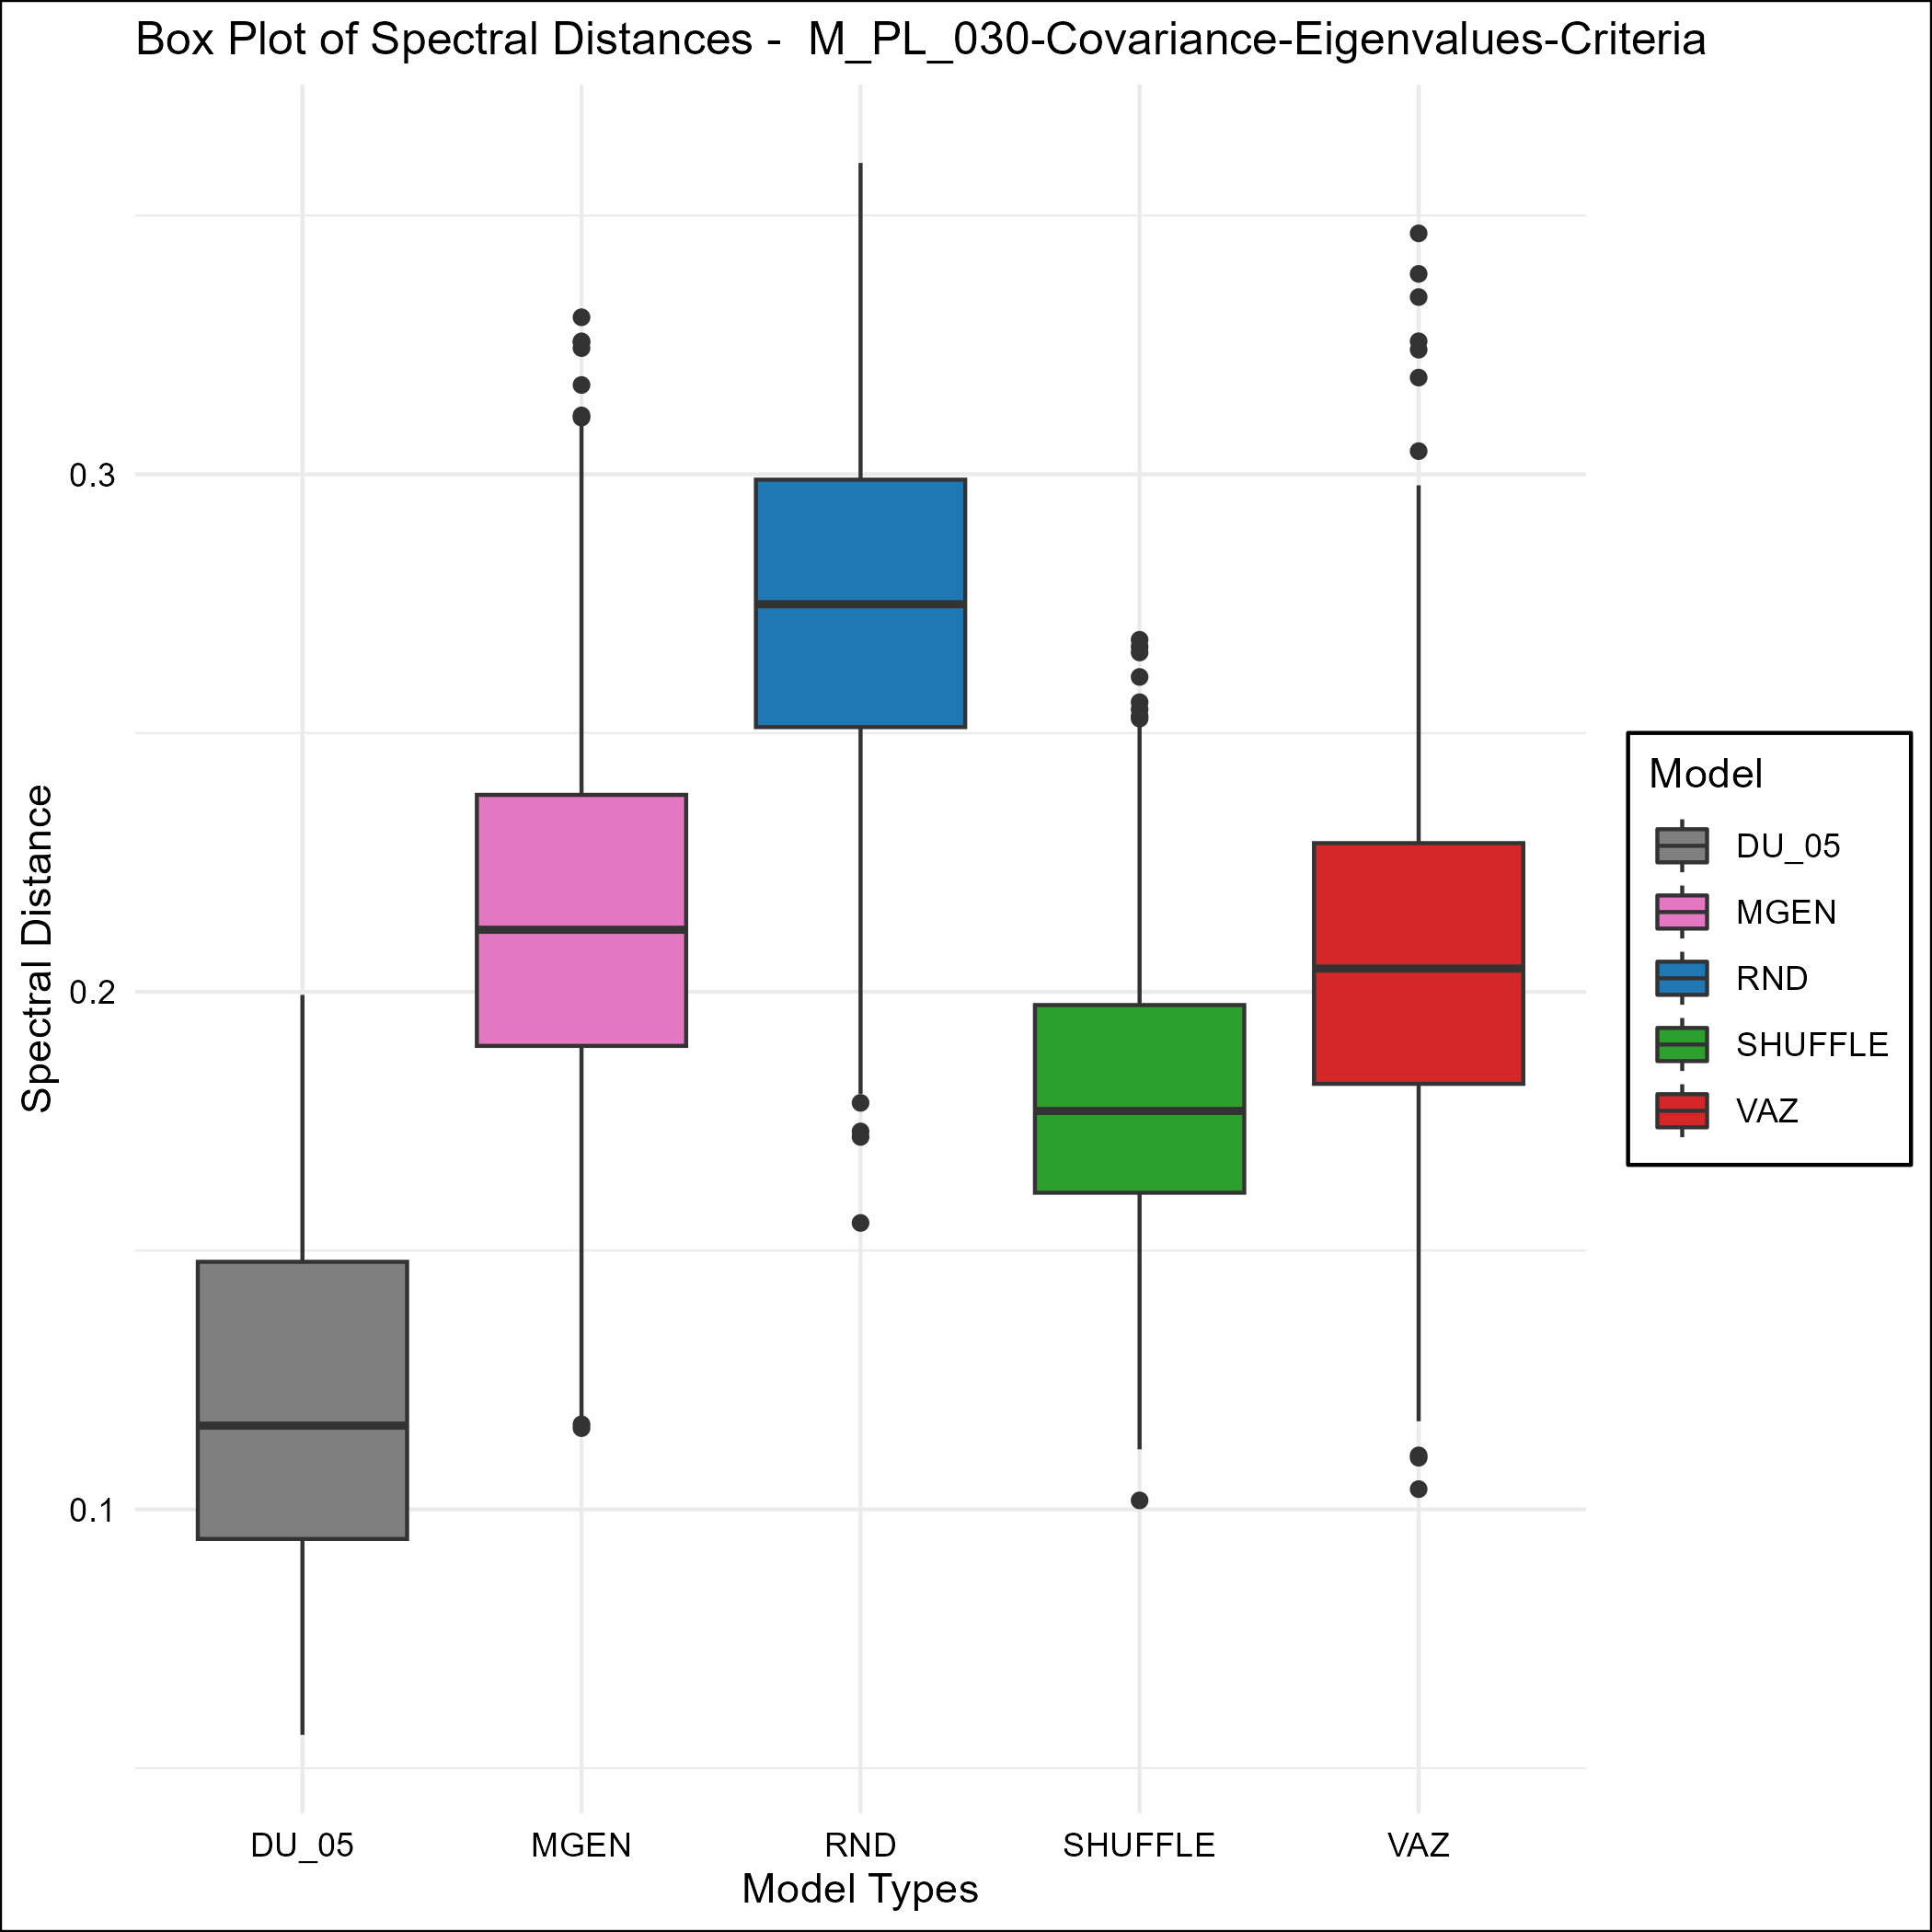 Box Plot of Spectral Distances -  M_PL_030-Covariance-Eigenvalues-Criteria
Spectral Distance
0.3
0.2
0.1
DU_05 MGEN RND SHUFFLE VAZ
Model Types
Model
DU_05
MGEN
RND
SHUFFLE
VAZ